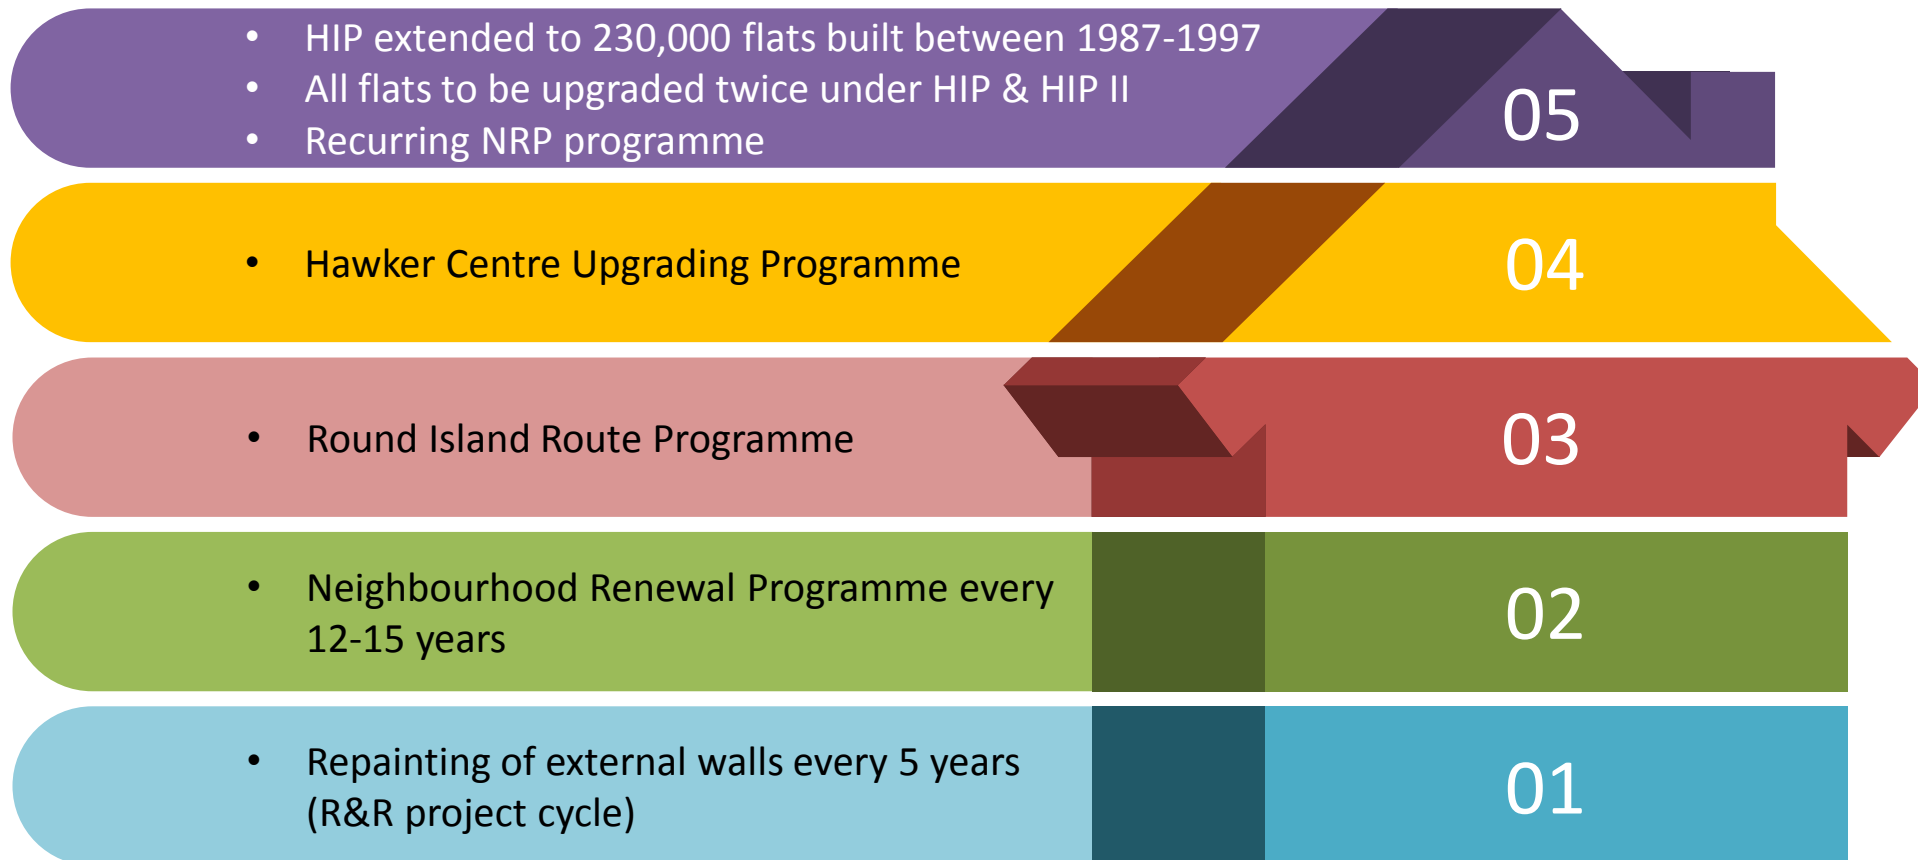 • HIP extended to 230,000 flats built between 1987-1997
• All flats to be upgraded twice under HIP & HIP II
• Recurring NRP programme
05
• Hawker Centre Upgrading Programme
04
• Round Island Route Programme
03
• Neighbourhood Renewal Programme every
12-15 years
02
• Repainting of external walls every 5 years
(R&R project cycle)
01